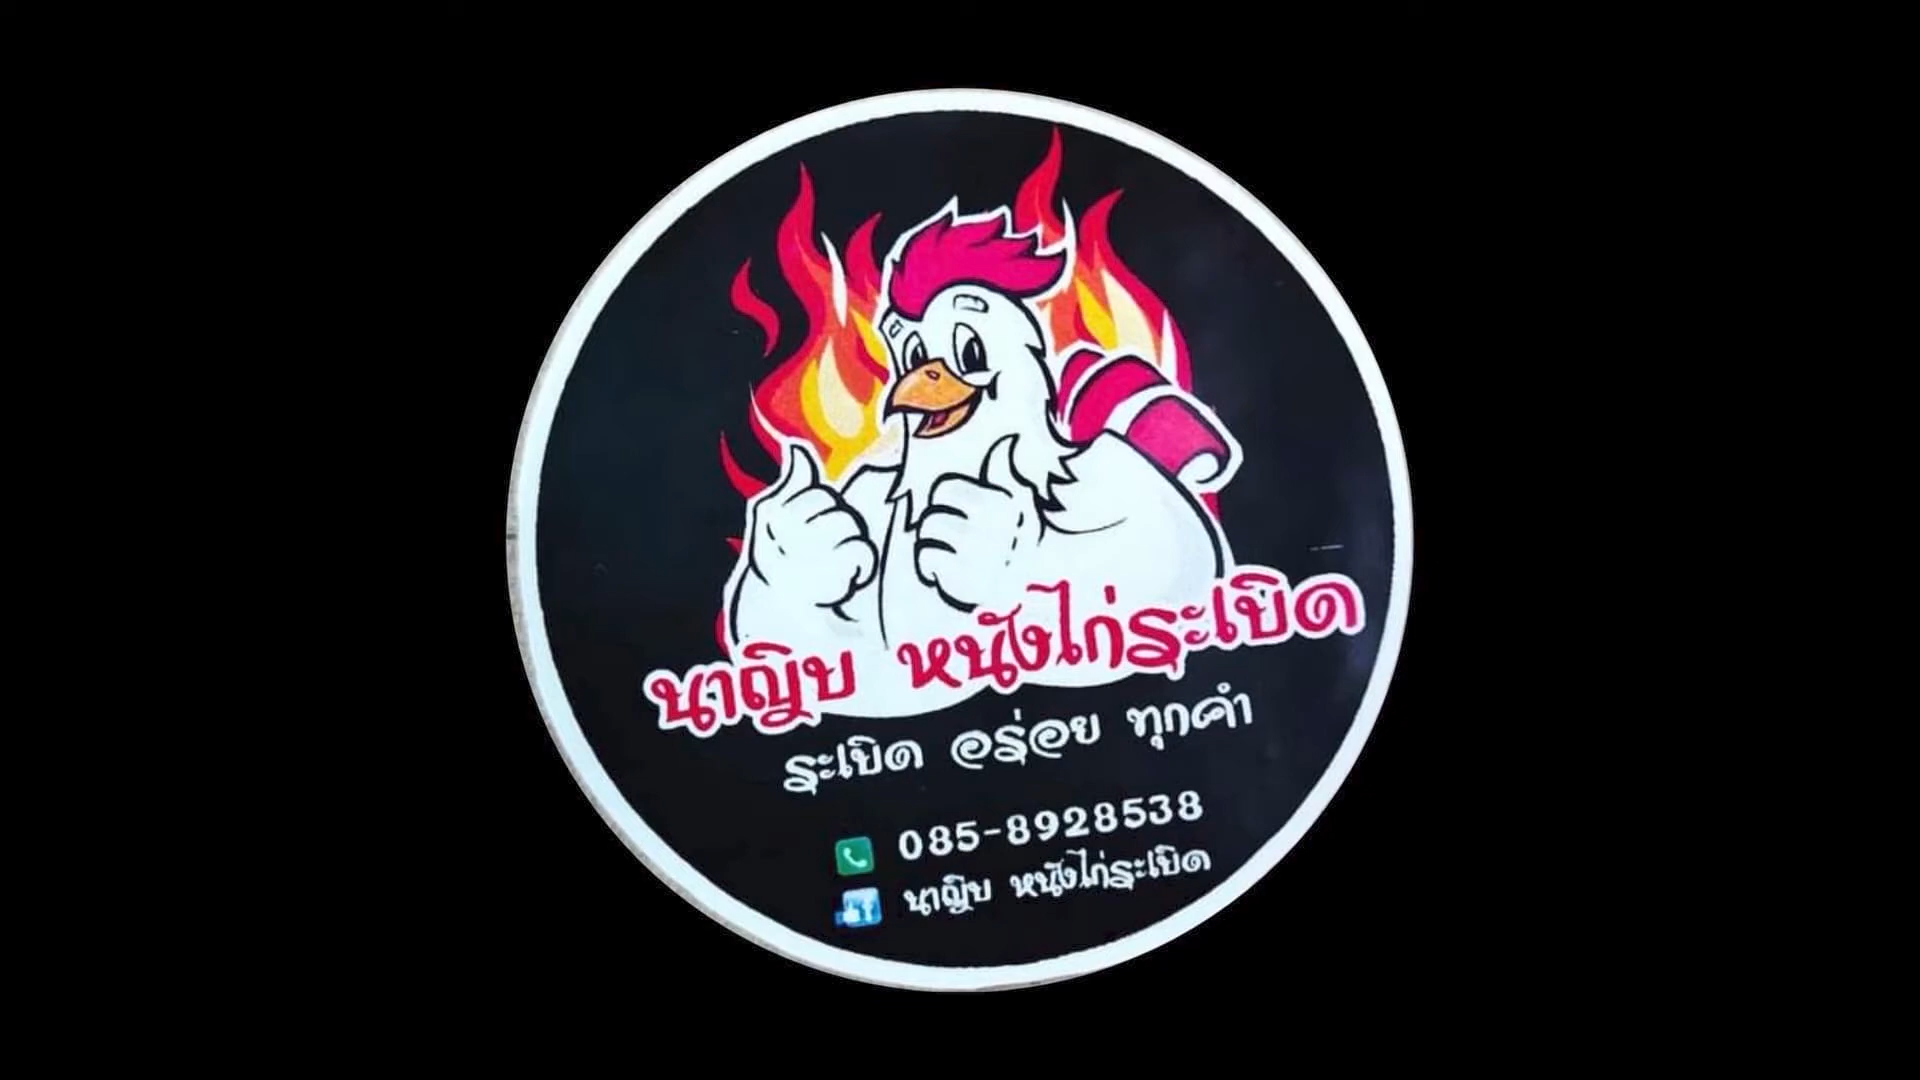 นาญิบ หนังไก่ระเบิด
ระเบิด อร่อย ทุกคำ
085-8928538
นาญิบ หนังไก่ระเบิด